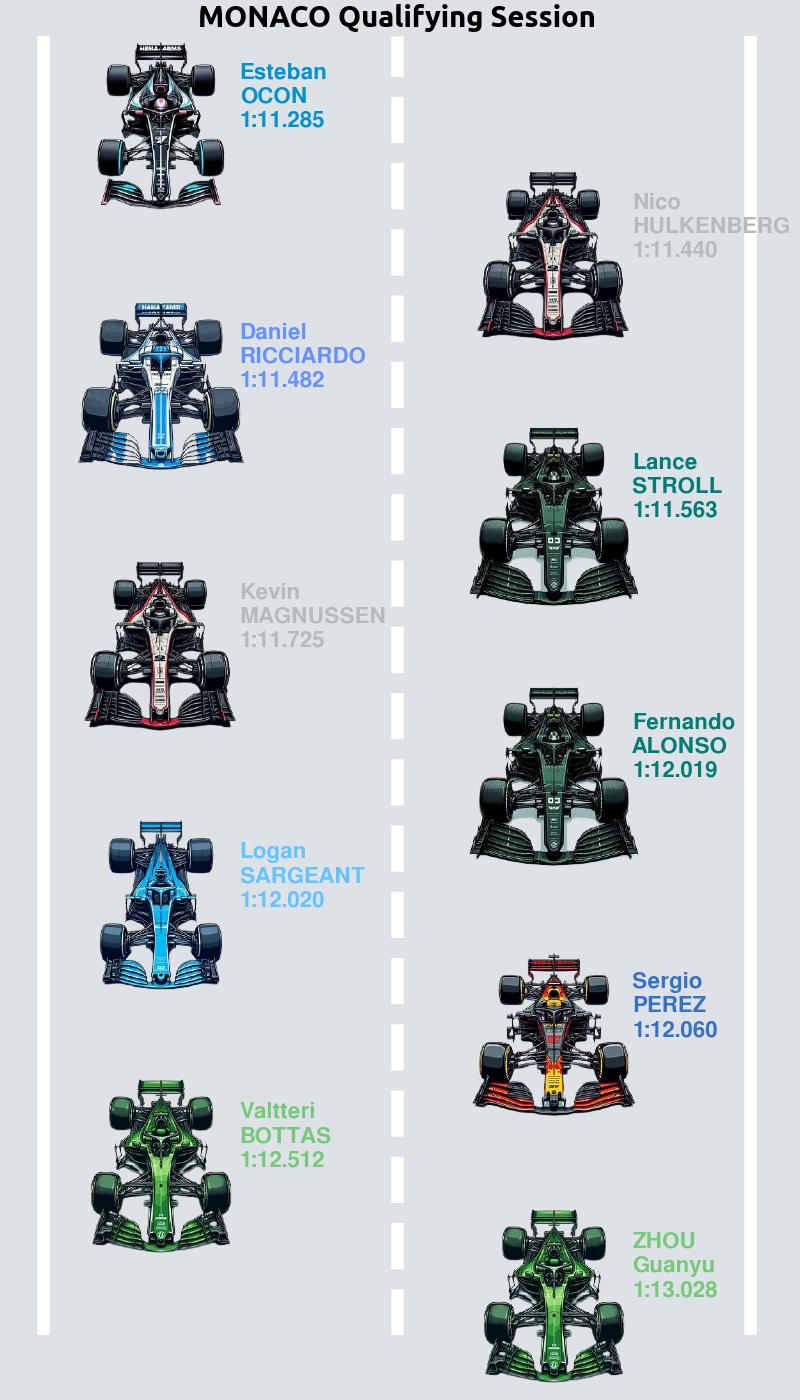 MONACO Qualifying Session
Esteban
OCON
1:11.285
Nico
HULKENBERG
1:11.440
Daniel
RICCIARDO
1:11.482
Lance
STROLL
1:11.563
Kevin
MAGNUSSEN
1:11.725
Fernando
ALONSO
1:12.019
Logan
SARGEANT
1:12.020
Sergio
PEREZ
1:12.060
Valtteri
BOTTAS
1:12.512
ZHOU
Guanyu
1:13.028